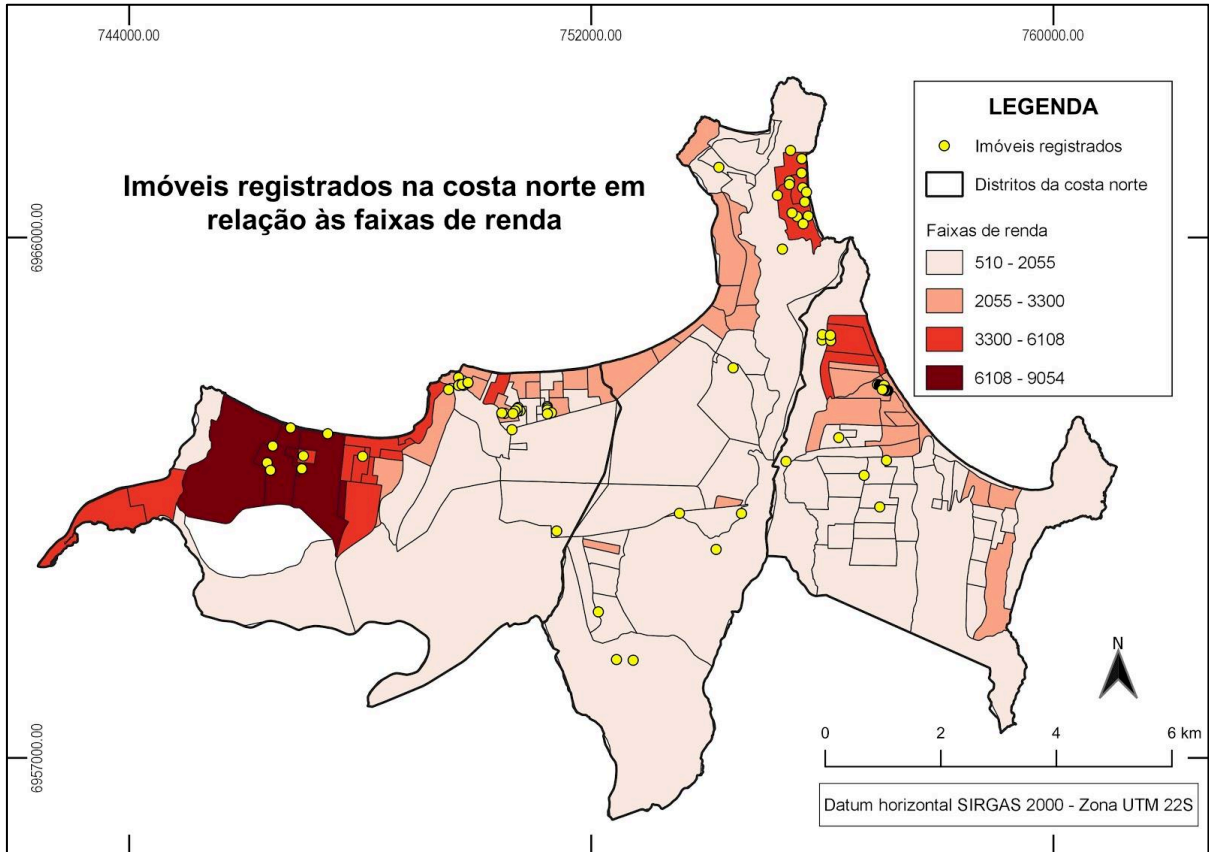 744000.00
752000.00
760000.00
Imóveis registrados na costa norte em
relação às faixas de renda
LEGENDA
Imóveis registrados
Distritos da costa norte
Faixas de renda
510 - 2055
2055 - 3300
3300 - 6108
6108 - 9054
6966000.00
6957000.00
N
0 2 4 6 km
Datum horizontal SIRGAS 2000 - Zona UTM 22S